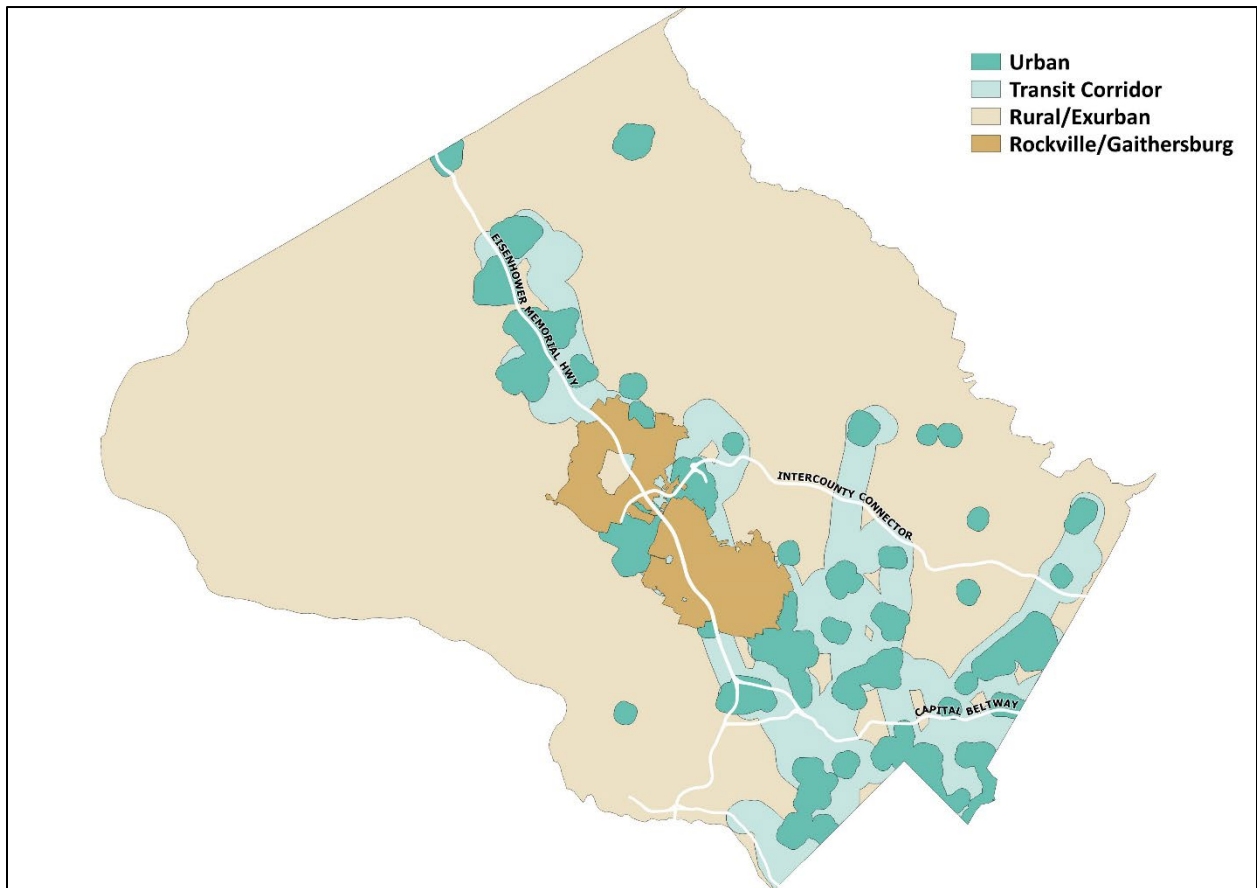 Urban
Transit Corridor
Rural/Exurban
Rockville/Gaithersburg
EISENHOWER MEMORIAL HWY
INTERCOUNTY CONNECTOR
CAPITAL BELTWAY